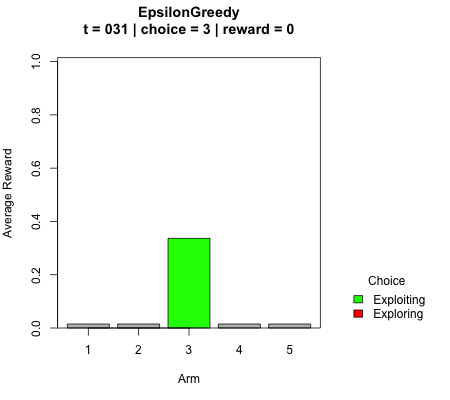 EpsilonGreedy
t = 031 | choice = 3 | reward = 0
1.0
0.8
0.6
0.4
0.2
0.0
Average Reward
1 2 3 4 5
Arm
Choice
Exploiting
Exploring